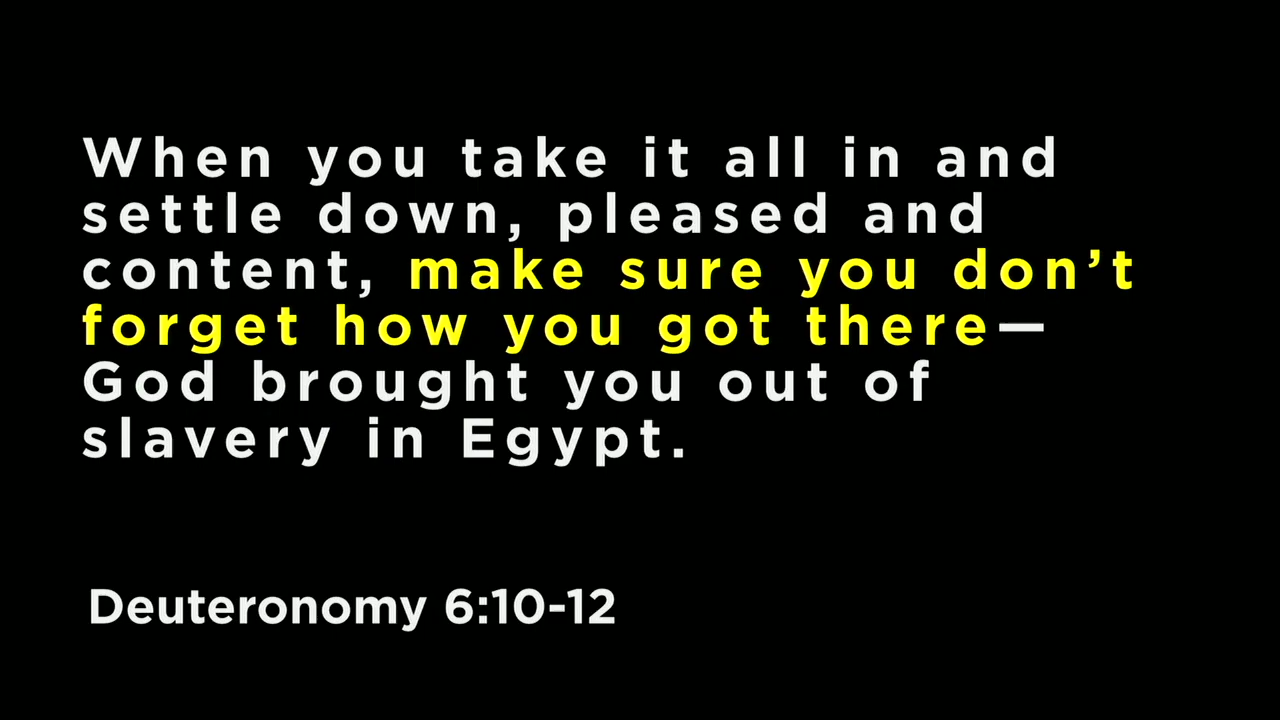 When you take it all in and
settle down, pleased and
content, make sure you don’t
forget how you got there—
God brought you out of
slavery in Egypt.
Deuteronomy 6:10-12